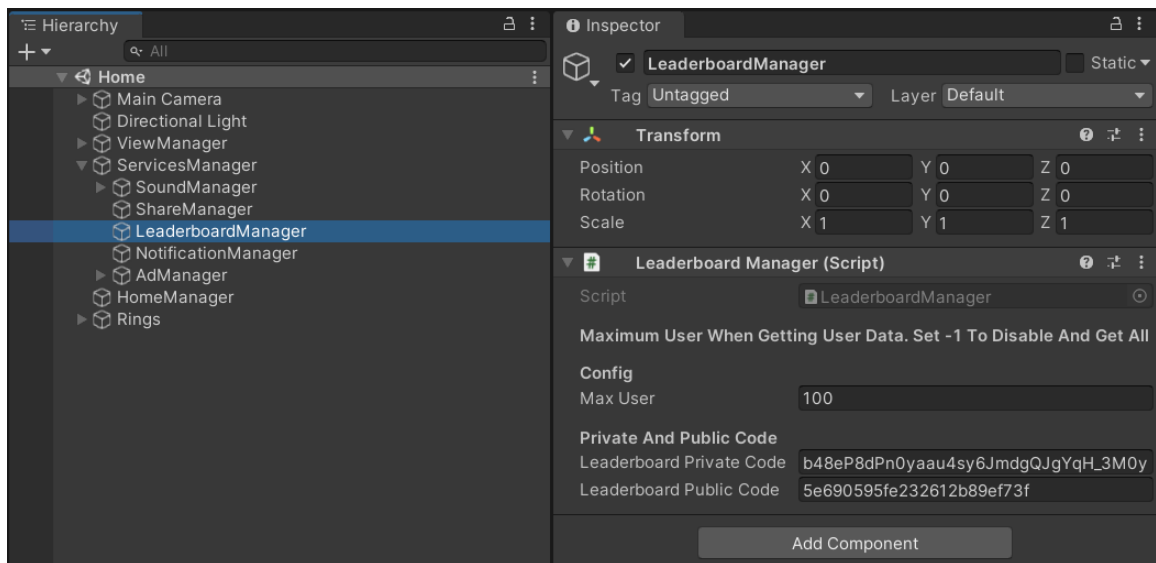 Hierarchy
All
Home
Main Camera
Directional Light
ViewManager
ServicesManager
SoundManager
ShareManager
LeaderboardManager
NotificationManager
AdManager
HomeManager
Rings
Inspector
LeaderboardManager Static
Tag Untagged Layer Default
Transform
Position X 0 Y 0 Z 0
Rotation X 0 Y 0 Z 0
Scale X 1 Y 1 Z 1
# Leaderboard Manager (Script)
Script # LeaderboardManager
Maximum User When Getting User Data. Set -1 To Disable And Get All
Config
Max User 100
Private And Public Code
Leaderboard Private Code b48eP8dPn0yaau4sy6JmdgQJgYqH_3M0y
Leaderboard Public Code 5e690595fe232612b89ef73f
Add Component